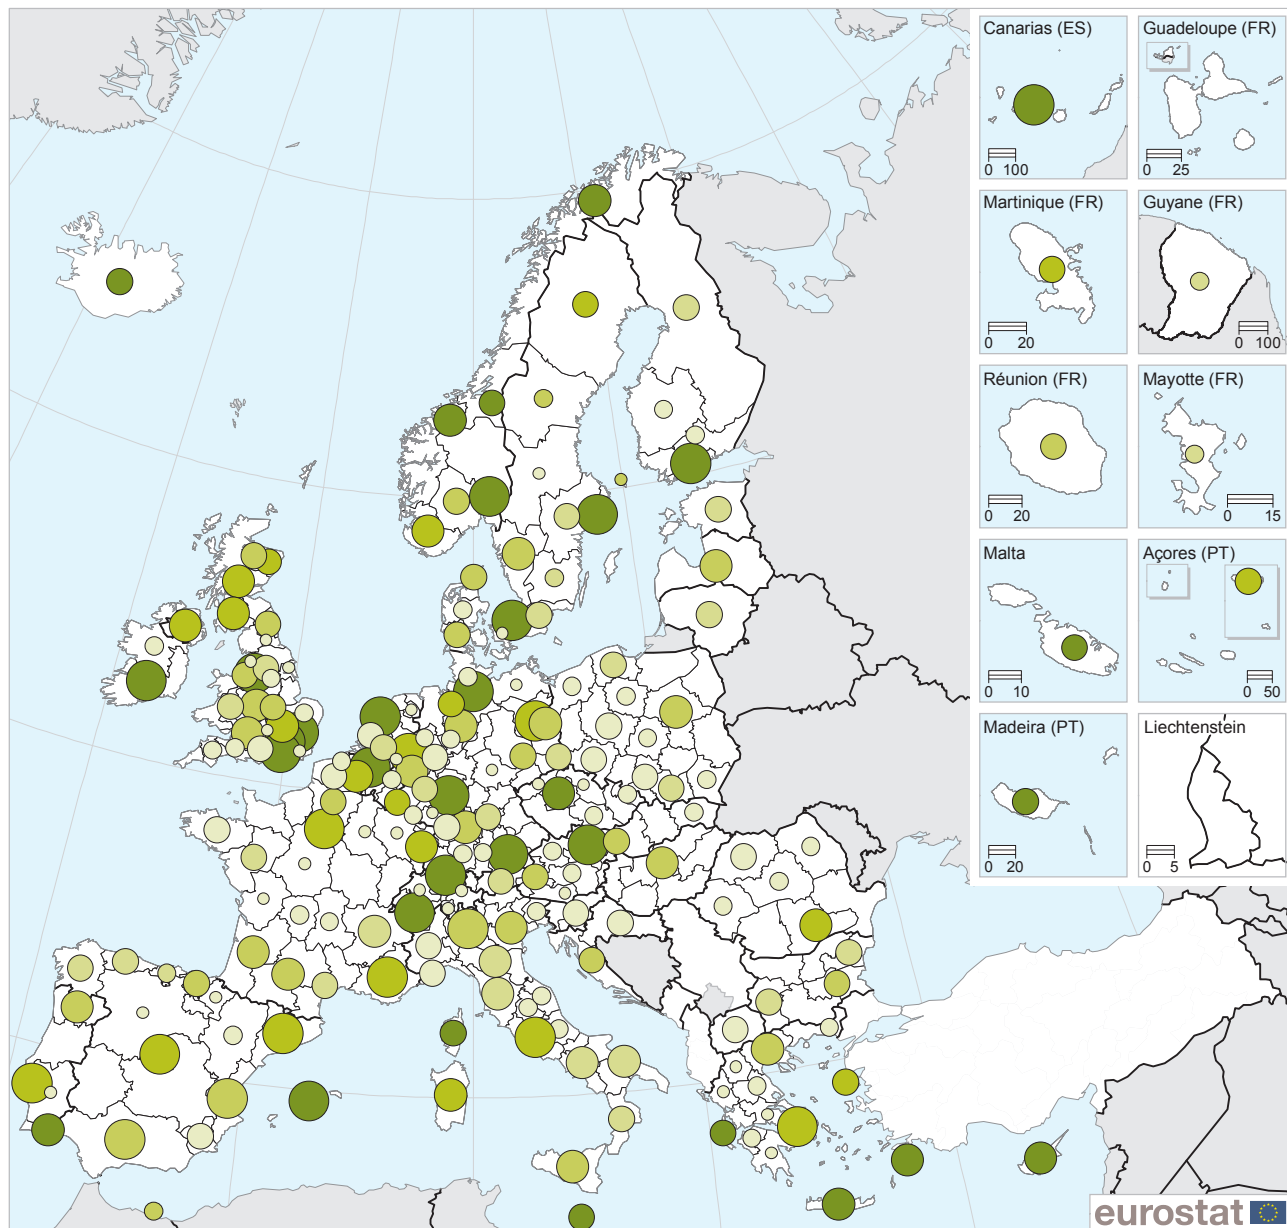 Canarias (ES)
0 100
Guadeloupe (FR)
0 25
Martinique (FR)
0 20
Guyane (FR)
0 100
Réunion (FR)
0 20
Mayotte (FR)
0 15
Malta
0 10
Açores (PT)
0 50
Madeira (PT)
0 20
Liechtenstein
0 5
eurostat